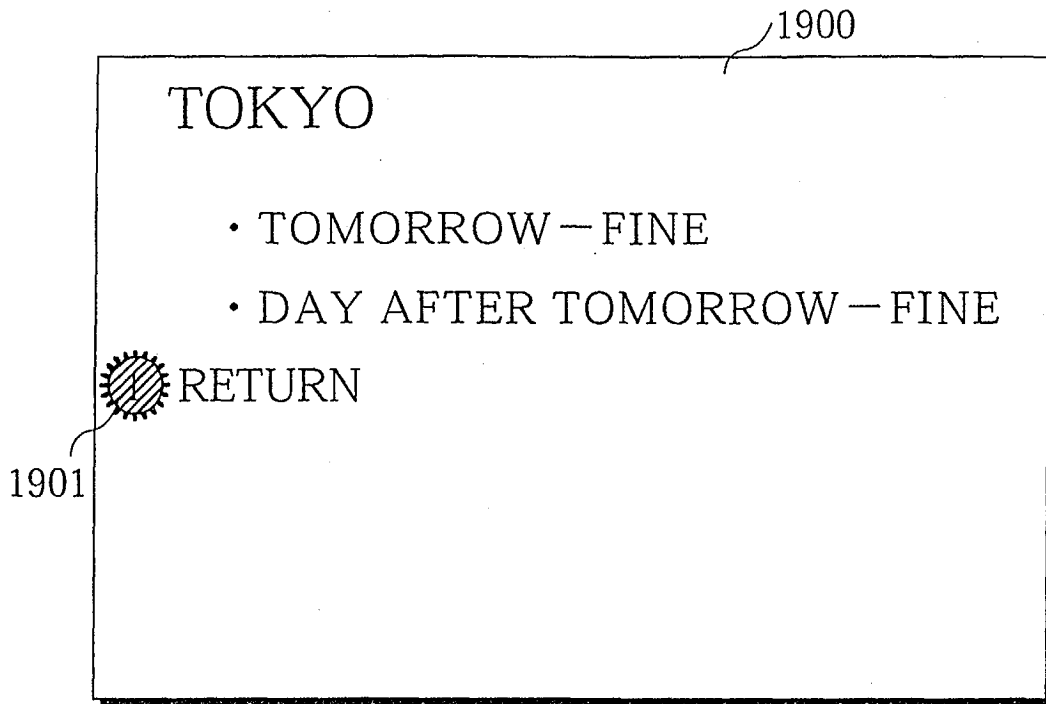 1900
TOKYO
· TOMORROW—FINE
· DAY AFTER TOMORROW—FINE
1 RETURN
1901